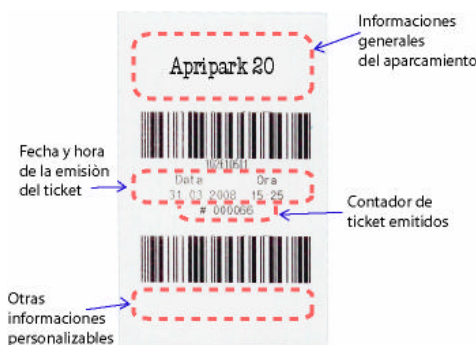 Informaciones
generales
del aparcamiento
Apripark 20
Fecha y hora
de la emisiòn
del ticket
Data Ora
31 03 2008 15 25
# 000066
Contador de
ticket emitidos
Otras
informaciones
personalizables